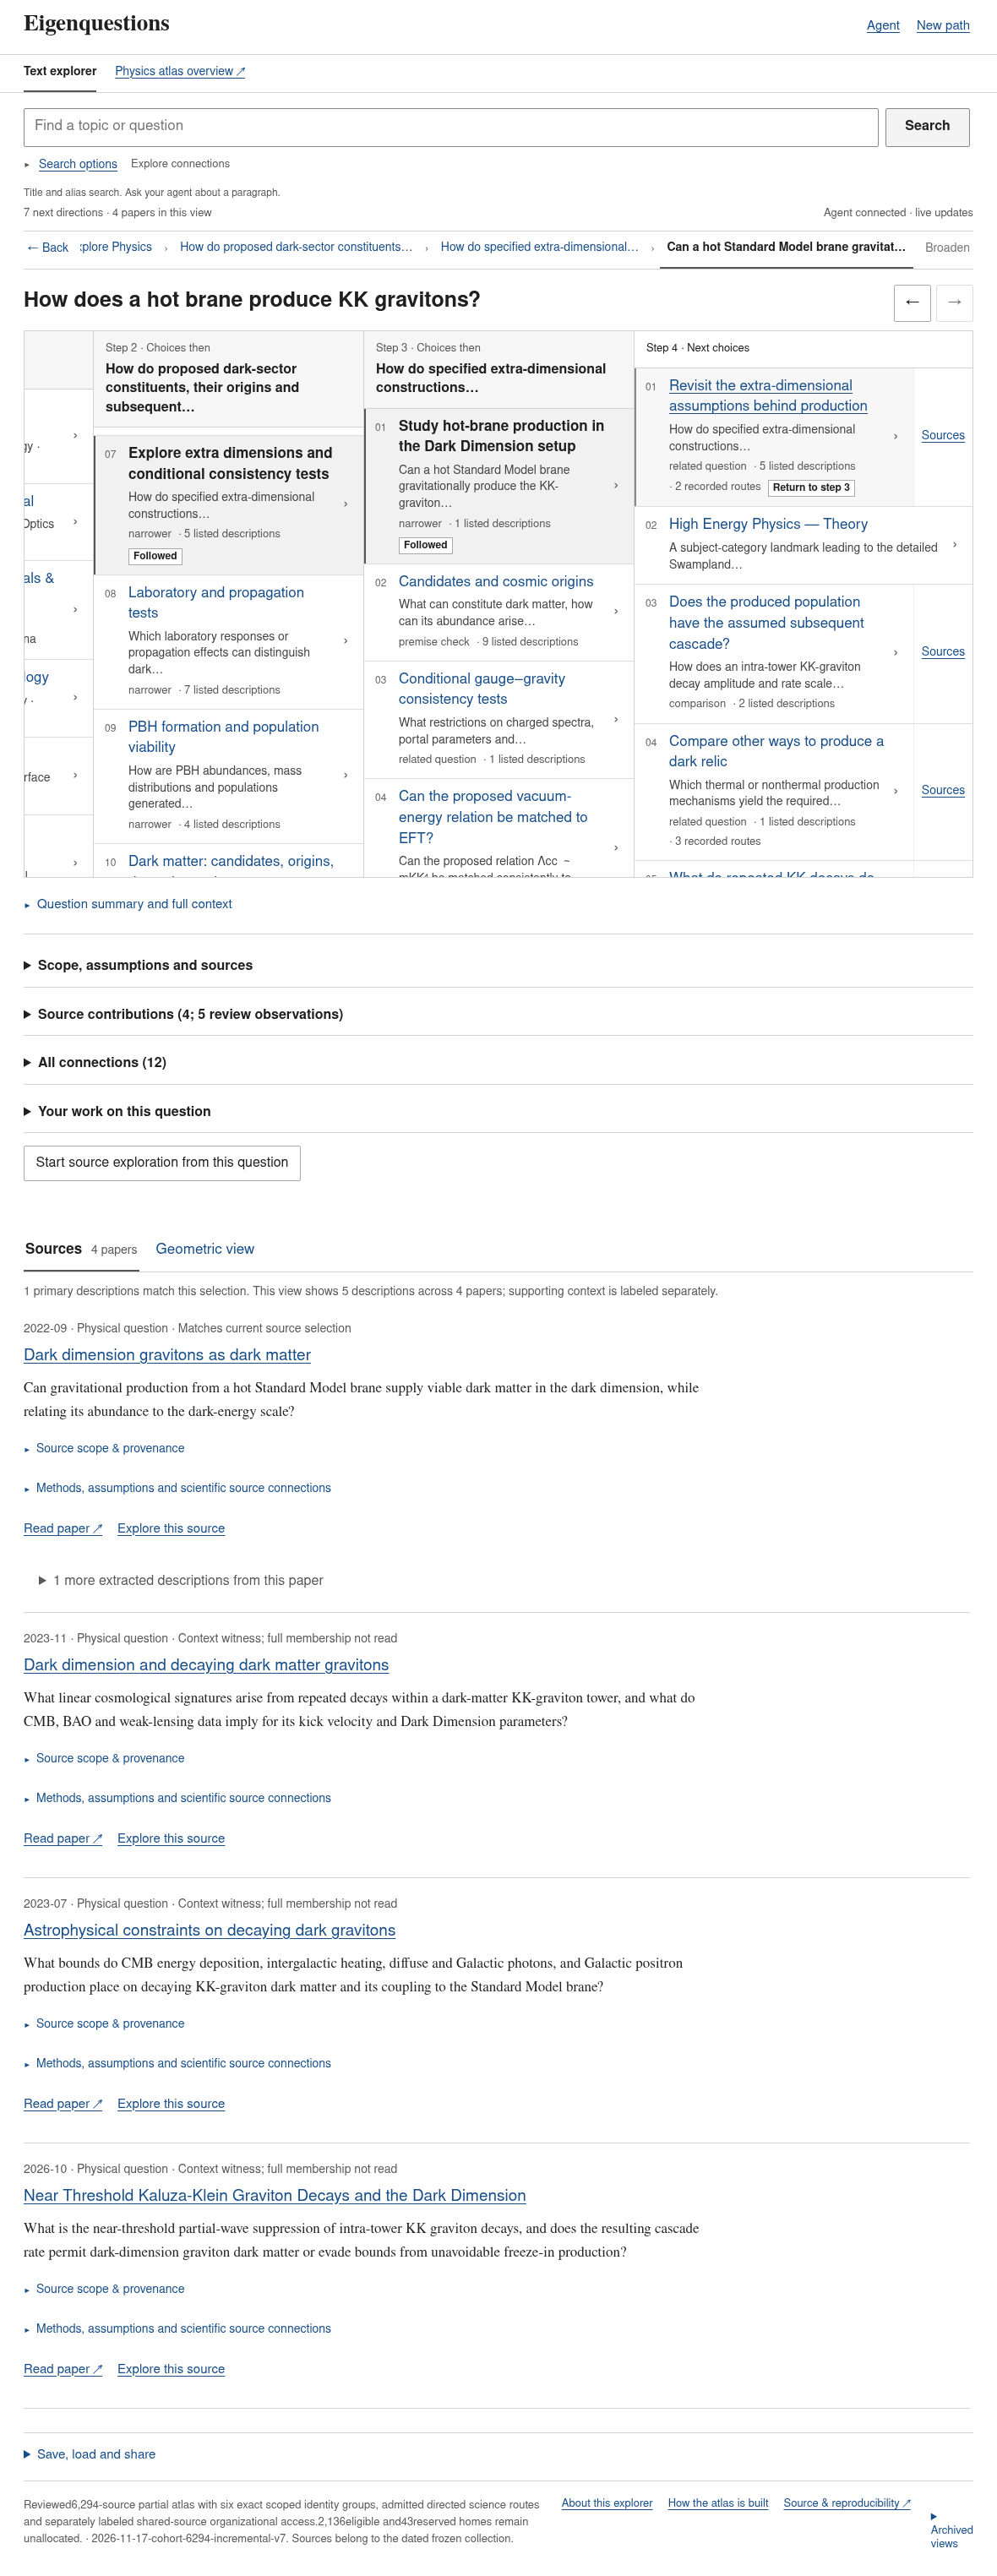 Eigenquestions
Agent New path
Text explorer Physics atlas overview ↗
Find a topic or question Search
▸ Search options Explore connections
Title and alias search. Ask your agent about a paragraph.
7 next directions · 4 papers in this view Agent connected · live updates
← Back plore Physics › How do proposed dark-sector constituents… › How do specified extra-dimensional… › Can a hot Standard Model brane gravitat… Broaden
How does a hot brane produce KK gravitons?
← →
gy ·
al
Optics
als &
na
logy
y ·
rface
Step 2 · Choices then
How do proposed dark-sector
constituents, their origins and
subsequent…
07 Explore extra dimensions and
conditional consistency tests
How do specified extra-dimensional
constructions…
narrower · 5 listed descriptions
Followed
08 Laboratory and propagation
tests
Which laboratory responses or
propagation effects can distinguish
dark…
narrower · 7 listed descriptions
09 PBH formation and population
viability
How are PBH abundances, mass
distributions and populations
generated…
narrower · 4 listed descriptions
10 Dark matter: candidates, origins,
Step 3 · Choices then
How do specified extra-dimensional
constructions…
01 Study hot-brane production in
the Dark Dimension setup
Can a hot Standard Model brane
gravitationally produce the KK-
graviton…
narrower · 1 listed descriptions
Followed
02 Candidates and cosmic origins
What can constitute dark matter, how
can its abundance arise…
premise check · 9 listed descriptions
03 Conditional gauge–gravity
consistency tests
What restrictions on charged spectra,
portal parameters and…
related question · 1 listed descriptions
04 Can the proposed vacuum-
energy relation be matched to
EFT?
Can the proposed relation Λcc ~
mKK⁴ be matched consistently to
Step 4 · Next choices
01 Revisit the extra-dimensional
assumptions behind production
How do specified extra-dimensional
constructions…
related question · 5 listed descriptions
· 2 recorded routes Return to step 3
Sources
02 High Energy Physics — Theory
A subject-category landmark leading to the detailed
Swampland…
03 Does the produced population
have the assumed subsequent
cascade?
How does an intra-tower KK-graviton
decay amplitude and rate scale…
comparison · 2 listed descriptions
Sources
04 Compare other ways to produce a
dark relic
Which thermal or nonthermal production
mechanisms yield the required…
related question · 1 listed descriptions
· 3 recorded routes
Sources
05 What do repeated KK decays do
▸ Question summary and full context
▶ Scope, assumptions and sources
▶ Source contributions (4; 5 review observations)
▶ All connections (12)
▶ Your work on this question
Start source exploration from this question
Sources 4 papers Geometric view
1 primary descriptions match this selection. This view shows 5 descriptions across 4 papers; supporting context is labeled separately.
2022-09 · Physical question · Matches current source selection
Dark dimension gravitons as dark matter
Can gravitational production from a hot Standard Model brane supply viable dark matter in the dark dimension, while
relating its abundance to the dark-energy scale?
▸ Source scope & provenance
▸ Methods, assumptions and scientific source connections
Read paper ↗ Explore this source
▶ 1 more extracted descriptions from this paper
2023-11 · Physical question · Context witness; full membership not read
Dark dimension and decaying dark matter gravitons
What linear cosmological signatures arise from repeated decays within a dark-matter KK-graviton tower, and what do
CMB, BAO and weak-lensing data imply for its kick velocity and Dark Dimension parameters?
▸ Source scope & provenance
▸ Methods, assumptions and scientific source connections
Read paper ↗ Explore this source
2023-07 · Physical question · Context witness; full membership not read
Astrophysical constraints on decaying dark gravitons
What bounds do CMB energy deposition, intergalactic heating, diffuse and Galactic photons, and Galactic positron
production place on decaying KK-graviton dark matter and its coupling to the Standard Model brane?
▸ Source scope & provenance
▸ Methods, assumptions and scientific source connections
Read paper ↗ Explore this source
2026-10 · Physical question · Context witness; full membership not read
Near Threshold Kaluza-Klein Graviton Decays and the Dark Dimension
What is the near-threshold partial-wave suppression of intra-tower KK graviton decays, and does the resulting cascade
rate permit dark-dimension graviton dark matter or evade bounds from unavoidable freeze-in production?
▸ Source scope & provenance
▸ Methods, assumptions and scientific source connections
Read paper ↗ Explore this source
▶ Save, load and share
Reviewed6,294-source partial atlas with six exact scoped identity groups, admitted direct science routes
and separately labeled shared-source organizational access.2,136eligible and43reserved homes remain
unallocated. · 2026-11-17-cohort-6294-incremental-v7. Sources belong to the dated frozen collection.
About this explorer How the atlas is built Source & reproducibility ↗
▶ Archived
views